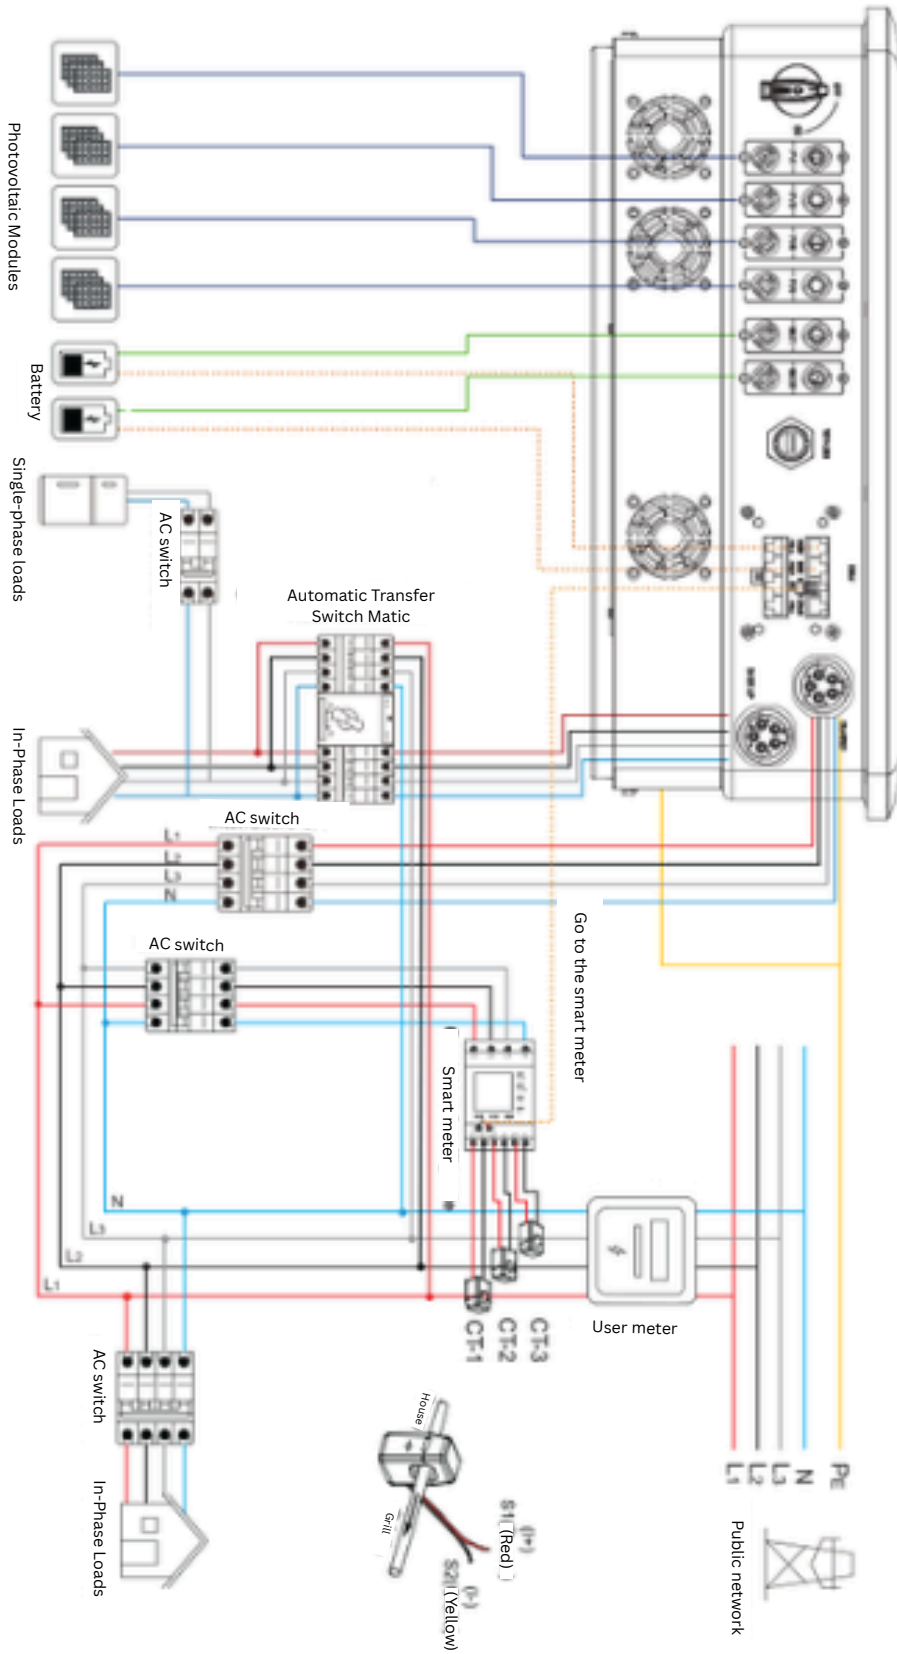 Photovoltaic Modules
Battery
Single-phase loads
AC switch
Automatic Transfer
Switch Matic
In-Phase Loads
AC switch
L1
L2
L3
N
AC switch
Go to the smart meter
Smart meter
N
L3
L2
L1
CT-1
CT-2
CT-3
User meter
AC switch
In-Phase Loads
House
Grill
S1 (Red)
(I+)
S2 (Yellow)
(I-)
L1
L2
L3
N
PE
Public network